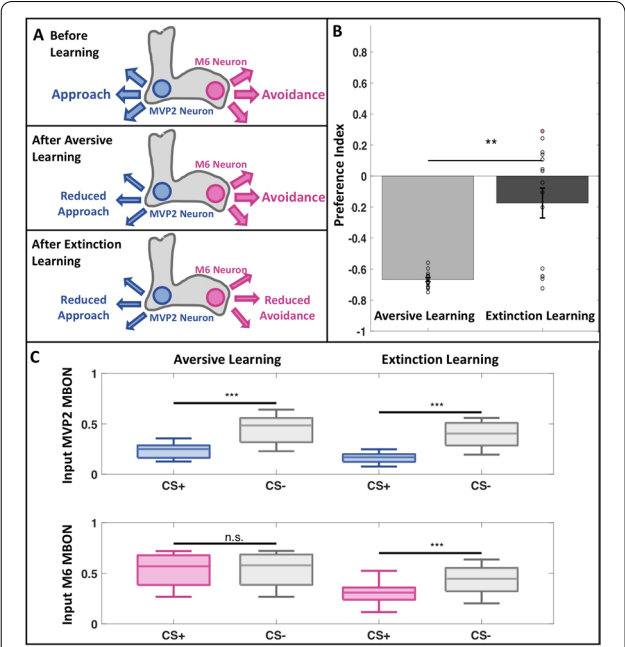 A Before
Learning
M6 Neuron
Approach
Avoidance
MVP2 Neuron
After Aversive
Learning
M6 Neuron
Reduced
Approach
Avoidance
MVP2 Neuron
After Extinction
Learning
M6 Neuron
Reduced
Approach
Reduced
Avoidance
MVP2 Neuron
B
Preference Index
0.8
0.6
0.4
0.2
0
-0.2
-0.4
-0.6
-0.8
-1
**
Aversive Learning
Extinction Learning
C
Aversive Learning
Extinction Learning
Input MVP2 MBON
1
0.5
0
***
***
CS+
CS-
CS+
CS-
Input M6 MBON
1
0.5
0
n.s.
***
CS+
CS-
CS+
CS-